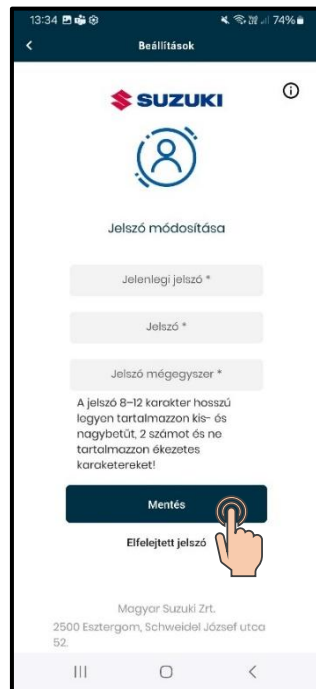 13:34 74%
Beállítások
SUZUKI
Jelszó módosítása
Jelenlegi jelszó *
Jelszó *
Jelszó mégegyszer *
A jelszó 8–12 karakter hosszú
legyen tartalmazzon kis- és
nagybetűt, 2 számot és ne
tartalmazzon ékezetes
karaketereket!
Mentés
Elfelejtett jelszó
Magyar Suzuki Zrt.
2500 Esztergom, Schweidel József utca
52.